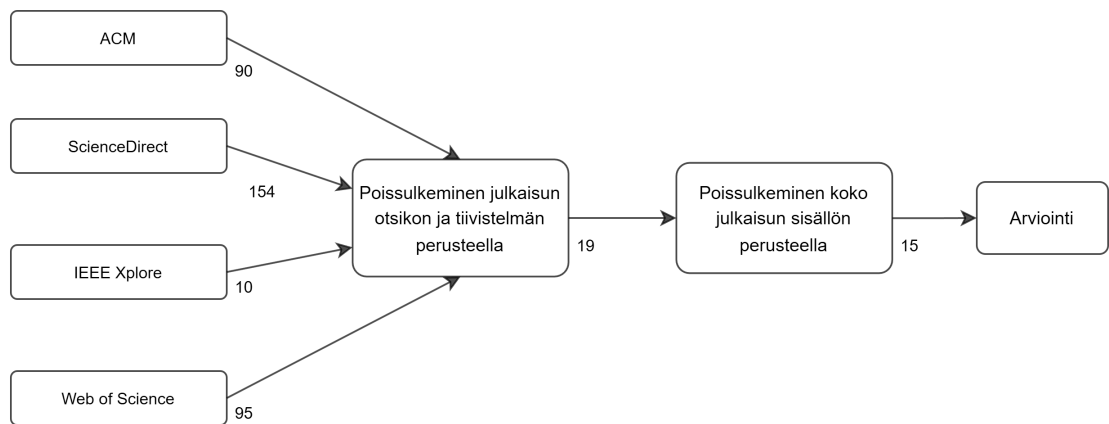 ACM
90
ScienceDirect
154
IEEE Xplore
10
Web of Science
95
Poissulkeminen julkaisun
otsikon ja tiivistelmän
perusteella
19
Poissulkeminen koko
julkaisun sisällön
perusteella
15
Arviointi